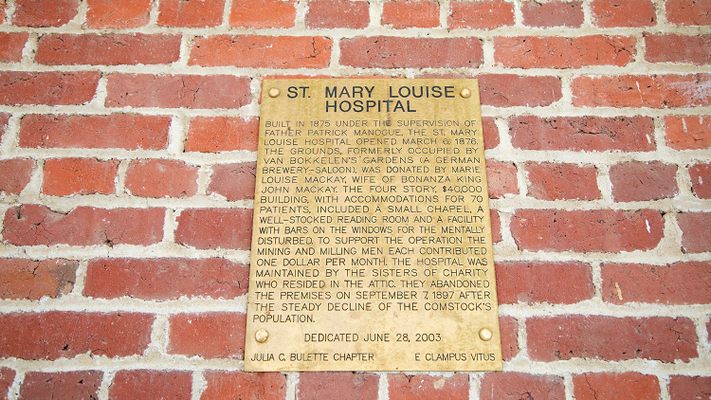 ST. MARY LOUISE
HOSPITAL
BUILT IN 1875 UNDER THE SUPERVISION OF
FATHER PATRICK MANOGUE, THE ST. MARY
LOUISE HOSPITAL OPENED MARCH 6, 1876.
THE GROUNDS, FORMERLY OCCUPIED BY
VAN BOKKELEN'S GARDENS (A GERMAN
BREWERY-SALOON), WAS DONATED BY MARIE
LOUISE MACKAY, WIFE OF BONANZA KING
JOHN MACKAY. THE FOUR STORY, $40,000
BUILDING, WITH ACCOMMODATIONS FOR 70
PATIENTS, INCLUDED A SMALL CHAPEL, A
WELL-STOCKED READING ROOM AND A FACILITY
WITH BARS ON THE WINDOWS FOR THE MENTALLY
DISTURBED. TO SUPPORT THE OPERATION THE
MINING AND MILLING MEN EACH CONTRIBUTED
ONE DOLLAR PER MONTH. THE HOSPITAL WAS
MAINTAINED BY THE SISTERS OF CHARITY
WHO RESIDED IN THE ATTIC. THEY ABANDONED
THE PREMISES ON SEPTEMBER 7, 1897 AFTER
THE STEADY DECLINE OF THE COMSTOCK'S
POPULATION.
DEDICATED JUNE 28, 2003
JULIA C. BULETTE CHAPTER E CLAMPUS VITUS